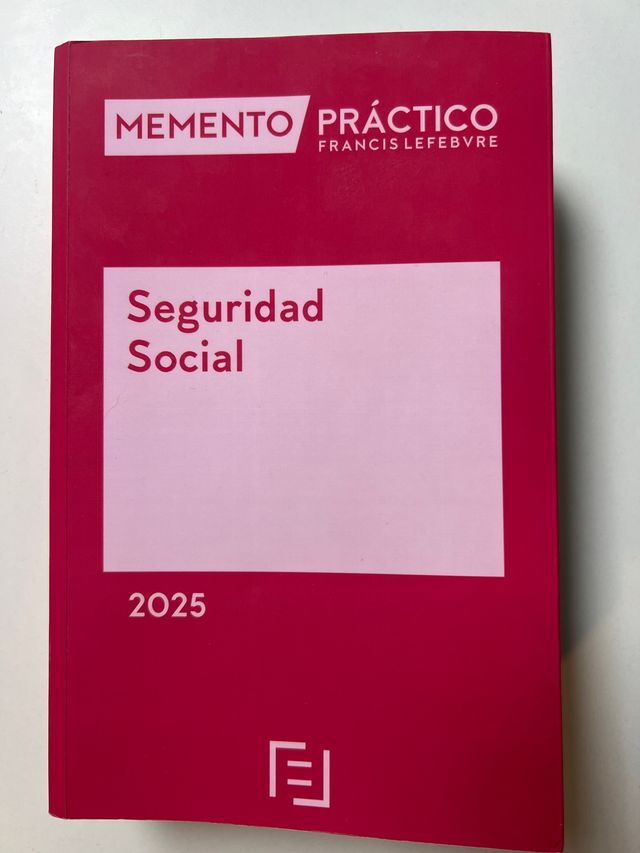 MEMENTO PRÁCTICO
FRANCIS LEFEBVRE
Seguridad
Social
2025